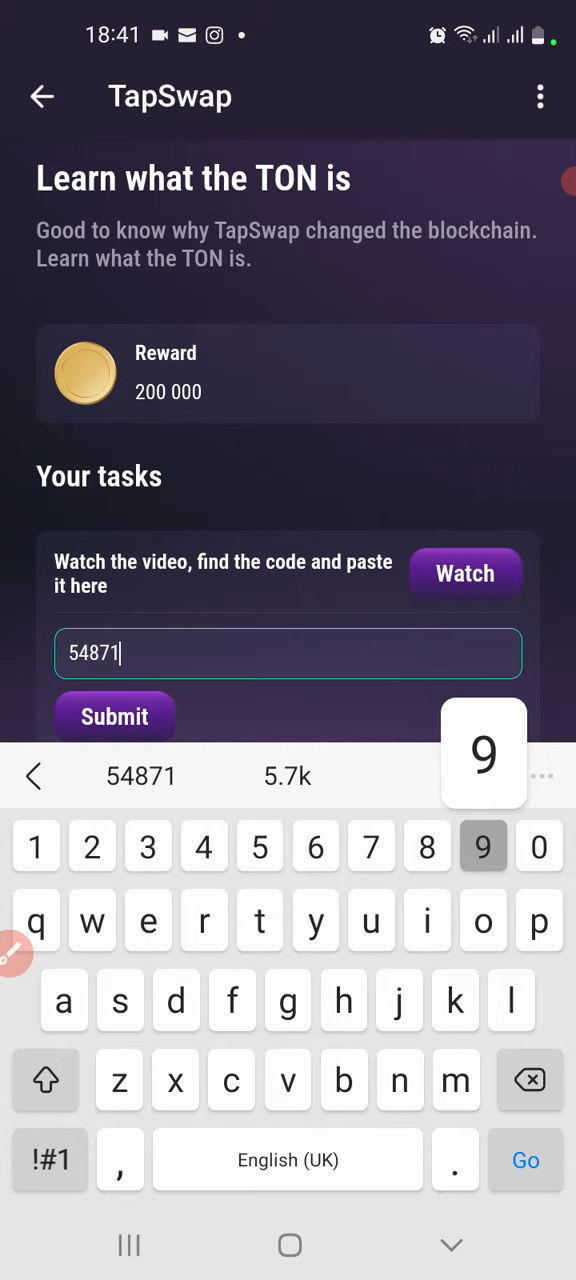 18:41
TapSwap
Learn what the TON is
Good to know why TapSwap changed the blockchain.
Learn what the TON is.
Reward
200 000
Your tasks
Watch the video, find the code and paste
it here
Watch
54871
Submit
9
54871 5.7k
1 2 3 4 5 6 7 8 9 0
q w e r t y u i o p
a s d f g h j k l
z x c v b n m
!#1 , English (UK) . Go